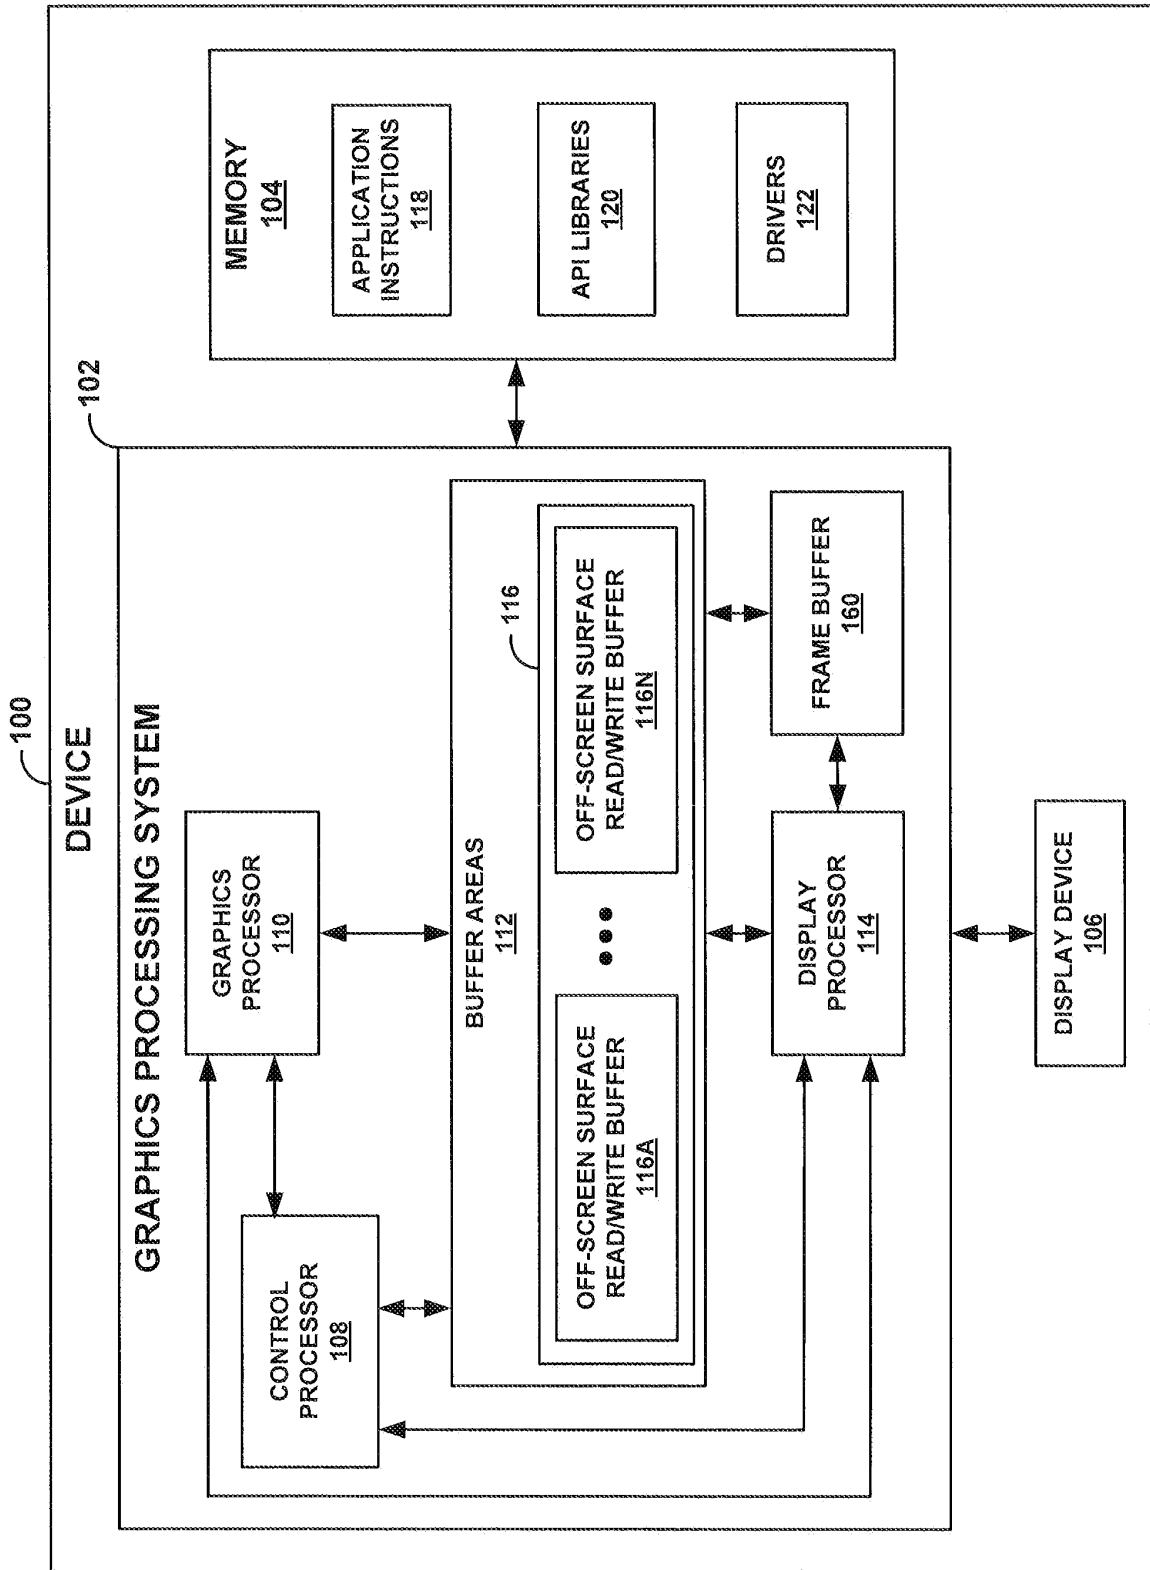 100
DEVICE
102
GRAPHICS PROCESSING SYSTEM
CONTROL
PROCESSOR
108
GRAPHICS
PROCESSOR
110
BUFFER AREAS
112
116
OFF-SCREEN SURFACE
READ/WRITE BUFFER
116A
OFF-SCREEN SURFACE
READ/WRITE BUFFER
116N
DISPLAY
PROCESSOR
114
FRAME BUFFER
160
DISPLAY DEVICE
106
MEMORY
104
APPLICATION
INSTRUCTIONS
118
API LIBRARIES
120
DRIVERS
122